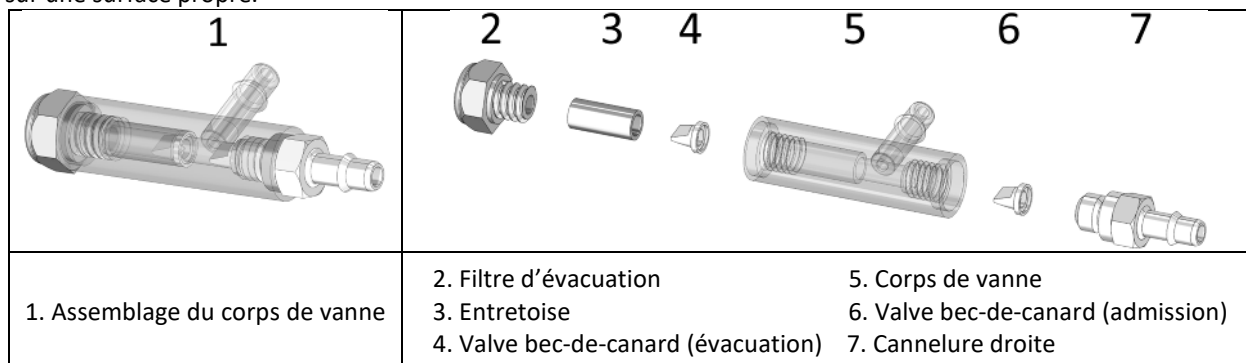 sur une surface propre.
1
2 3 4 5 6 7
1. Assemblage du corps de vanne
2. Filtre d’évacuation
3. Entretoise
4. Valve bec-de-canard (évacuation)
5. Corps de vanne
6. Valve bec-de-canard (admission)
7. Cannelure droite